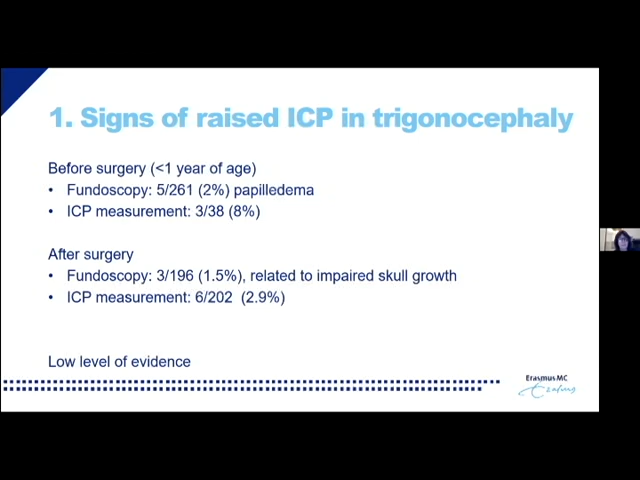 1. Signs of raised ICP in trigonocephaly
Before surgery (<1 year of age)
• Fundoscopy: 5/261 (2%) papilledema
• ICP measurement: 3/38 (8%)
After surgery
• Fundoscopy: 3/196 (1.5%), related to impaired skull growth
• ICP measurement: 6/202 (2.9%)
Low level of evidence
Erasmus MC
Erasmus